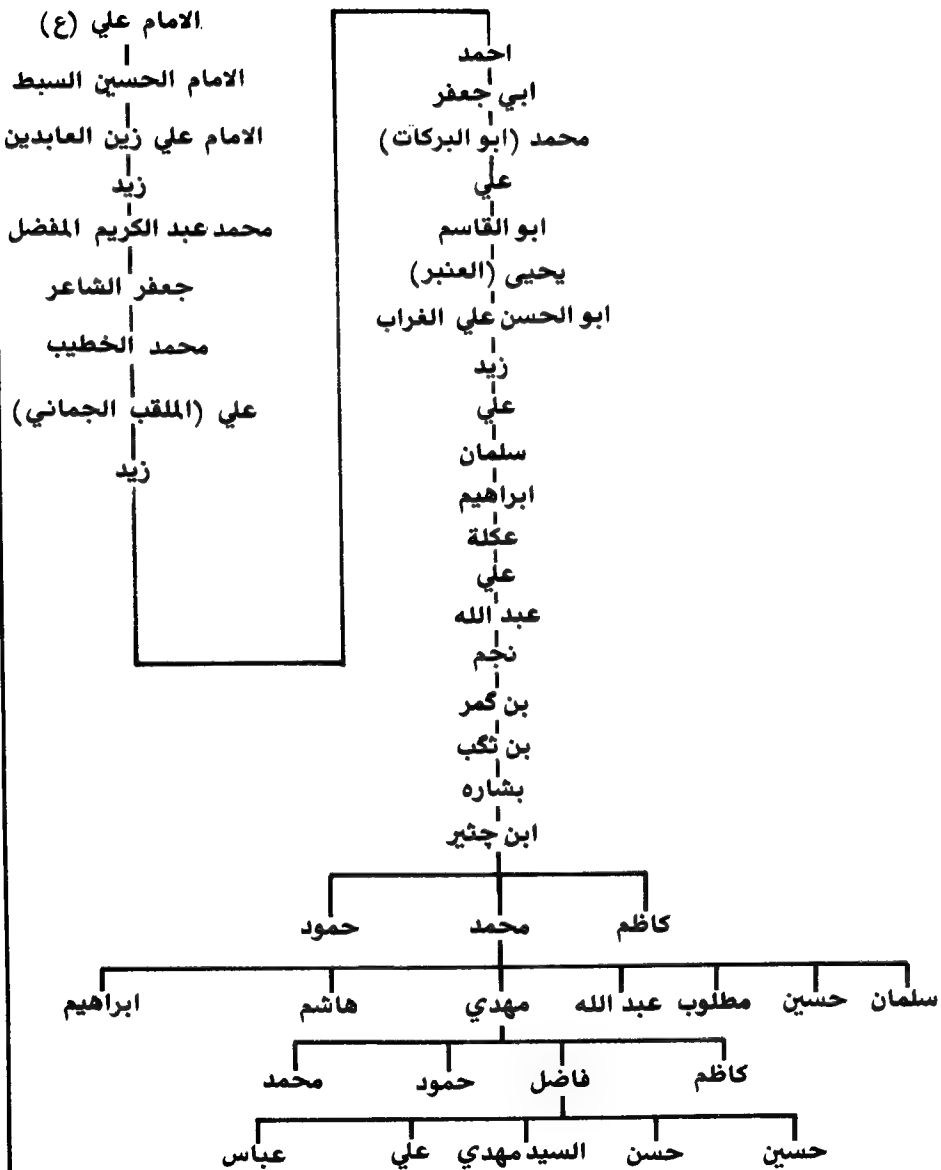 الامام علي (ع)
الامام الحسين السبط
الامام علي زين العابدين
زيد
محمد عبد الكريم المفضل
جعفر الشاعر
محمد الخطيب
علي (الملقب الجماني)
زيد
احمد
ابي جعفر
محمد (ابو البركات)
علي
ابو القاسم
يحيى (العنبر)
ابو الحسن علي الغراب
زيد
علي
سلمان
ابراهيم
عكلة
علي
عبد الله
نجم
بن گمر
بن ثگب
بشاره
ابن چثير
كاظم محمد حمود
سلمان حسين مطلوب عبد الله مهدي هاشم ابراهيم
كاظم فاضل حمود محمد
حسين حسن السيد مهدي علي عباس